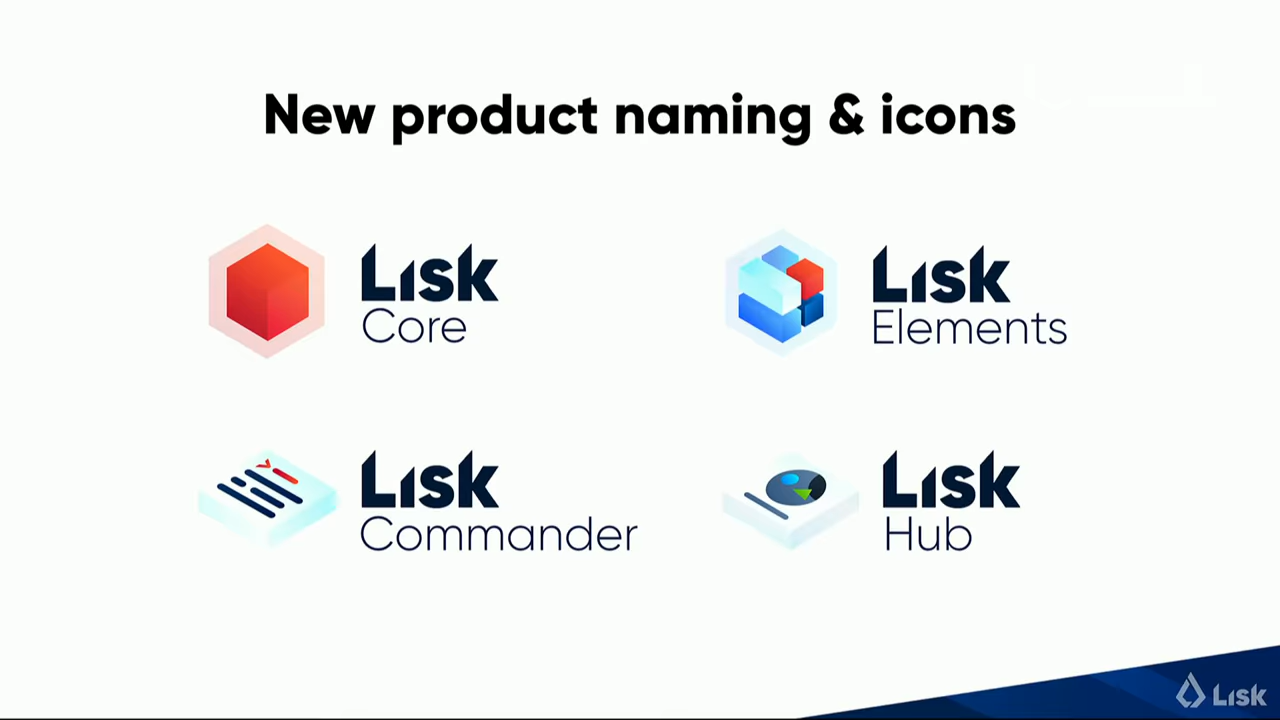 New product naming & icons
Lisk
Core
Lisk
Elements
Lisk
Commander
Lisk
Hub
Lisk